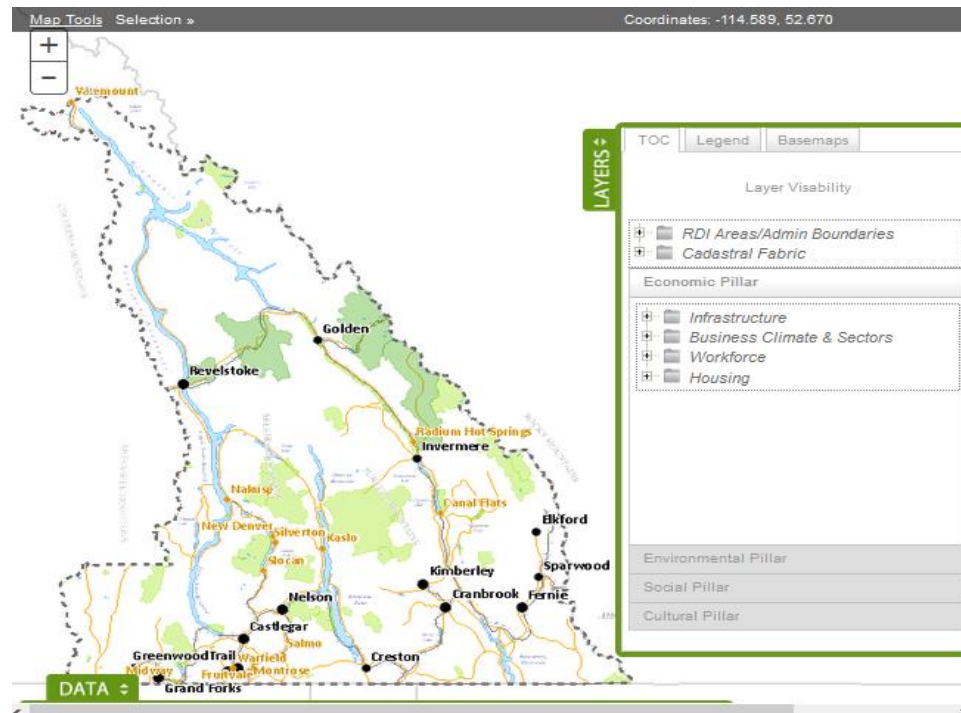 Map Tools Selection »
Coordinates: -114.589, 52.670
+
−
Valemount
Golden
Revelstoke
Radium Hot Springs
Invermere
Nakusp
Canal Flats
New Denver
Silverton
Kaslo
Elkford
Slocan
Kimberley
Sparwood
Nelson
Cranbrook
Fernie
Castlegar
Salmo
Greenwood
Trail
Warfield
Midway
Fruitvale
Montrose
Creston
Grand Forks
DATA
LAYERS
TOC
Legend
Basemaps
Layer Visability
RDI Areas/Admin Boundaries
Cadastral Fabric
Economic Pillar
Infrastructure
Business Climate & Sectors
Workforce
Housing
Environmental Pillar
Social Pillar
Cultural Pillar